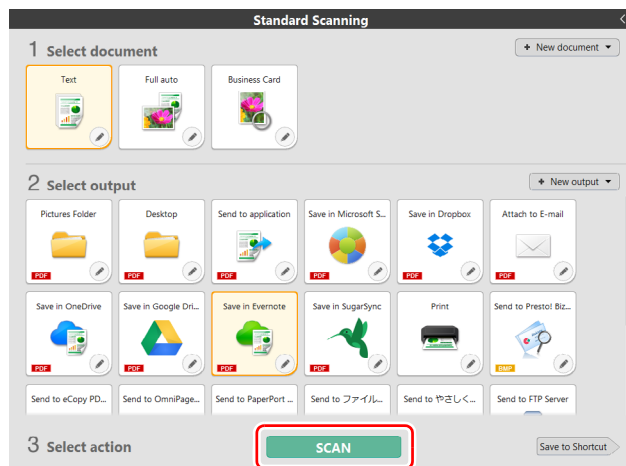 Standard Scanning
1 Select document
+ New document
Text
Full auto
Business Card
2 Select output
+ New output
Pictures Folder
Desktop
Send to application
Save in Microsoft S...
Save in Dropbox
Attach to E-mail
PDF
PDF
PDF
PDF
PDF
PDF
Save in OneDrive
Save in Google Dri...
Save in Evernote
Save in SugarSync
Print
Send to Presto! Biz...
PDF
PDF
PDF
PDF
BMP
Send to eCopy PD...
Send to OmniPage...
Send to PaperPort ...
Send to ファイル...
Send to やさしく...
Send to FTP Server
3 Select action
SCAN
Save to Shortcut